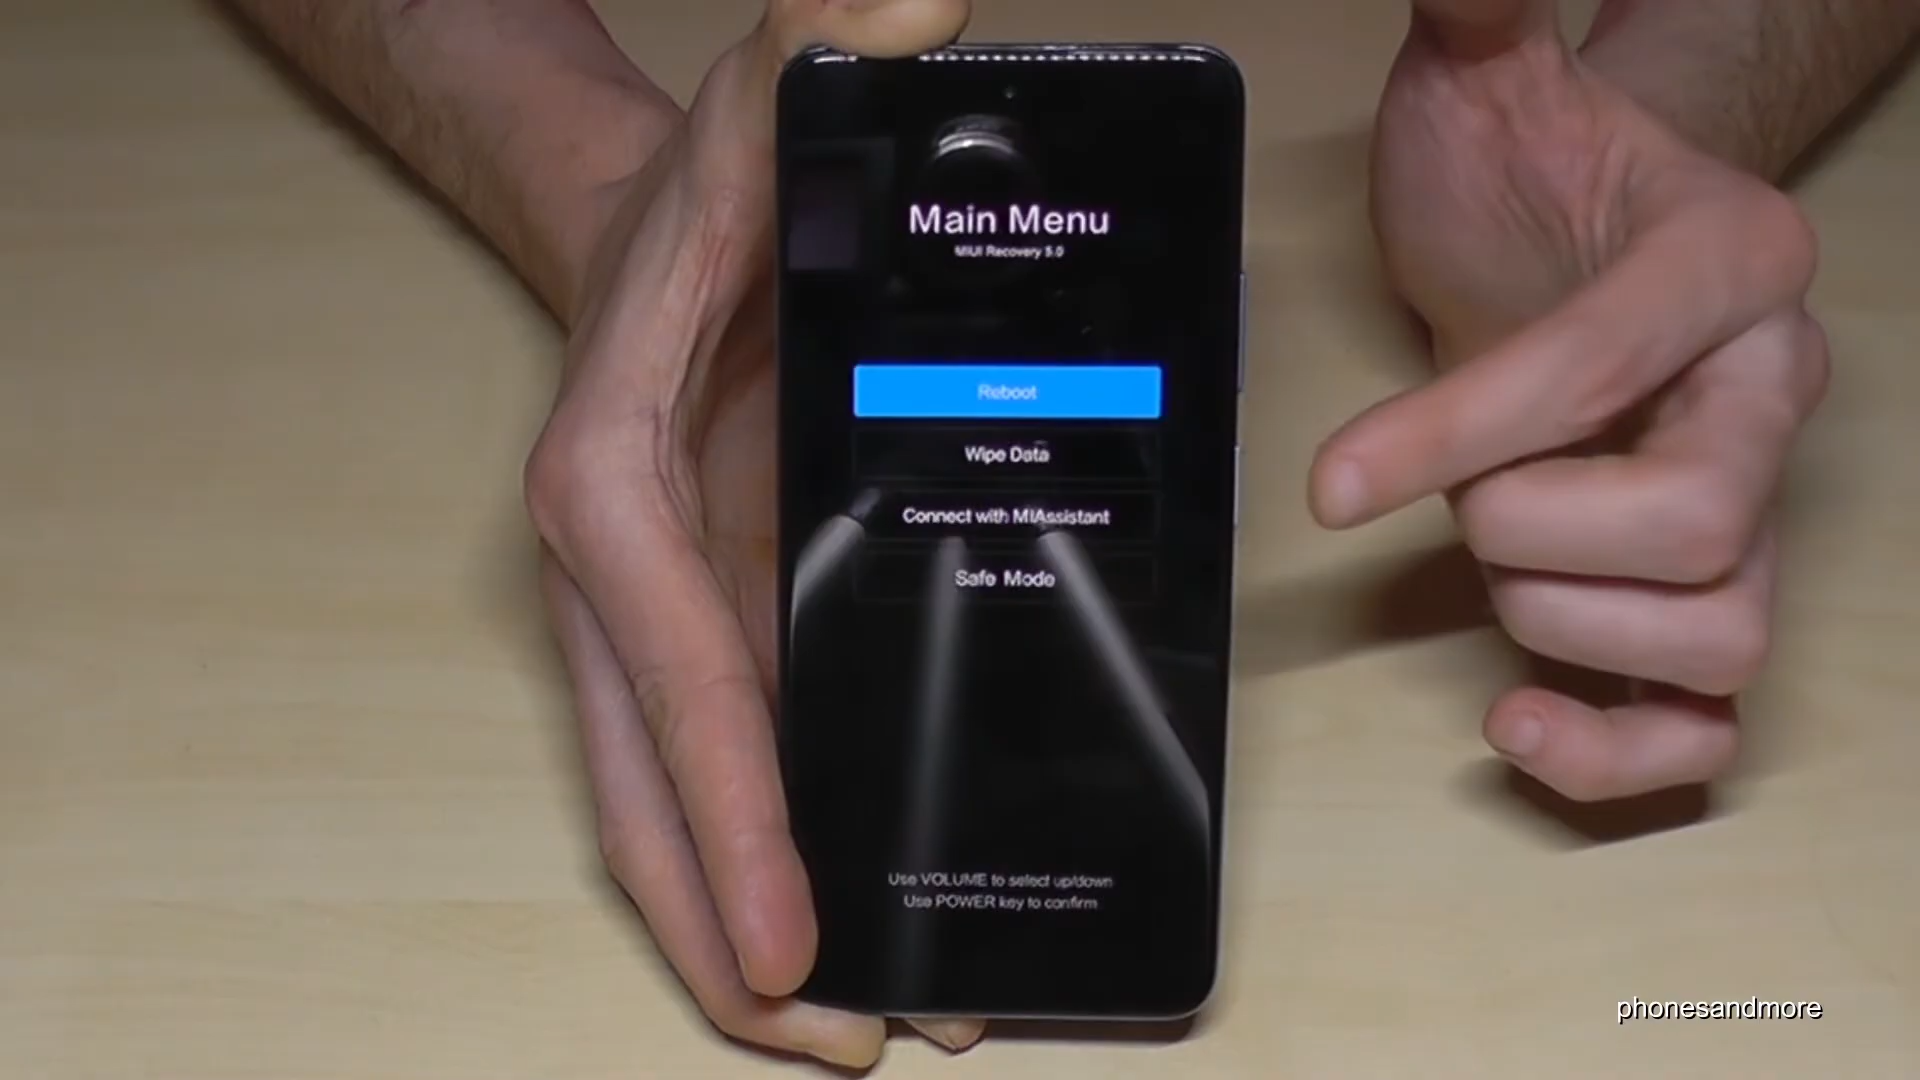 Main Menu
MIUI Recovery 5.0
Reboot
Wipe Data
Connect with MIAssistant
Safe Mode
Use VOLUME to select up/down
Use POWER key to confirm
phonesandmore